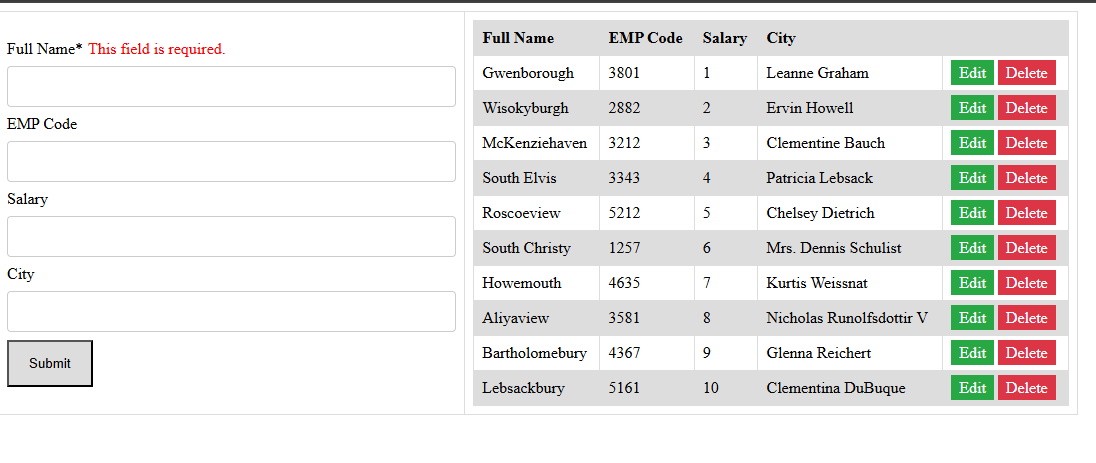 Full Name* This field is required.
EMP Code
Salary
City
Submit
Full Name EMP Code Salary City
Gwenborough 3801 1 Leanne Graham Edit Delete
Wisokyburgh 2882 2 Ervin Howell Edit Delete
McKenziehaven 3212 3 Clementine Bauch Edit Delete
South Elvis 3343 4 Patricia Lebsack Edit Delete
Roscoeview 5212 5 Chelsey Dietrich Edit Delete
South Christy 1257 6 Mrs. Dennis Schulist Edit Delete
Howemouth 4635 7 Kurtis Weissnat Edit Delete
Aliyaview 3581 8 Nicholas Runolfsdottir V Edit Delete
Bartholomebury 4367 9 Glenna Reichert Edit Delete
Lebsackbury 5161 10 Clementina DuBuque Edit Delete